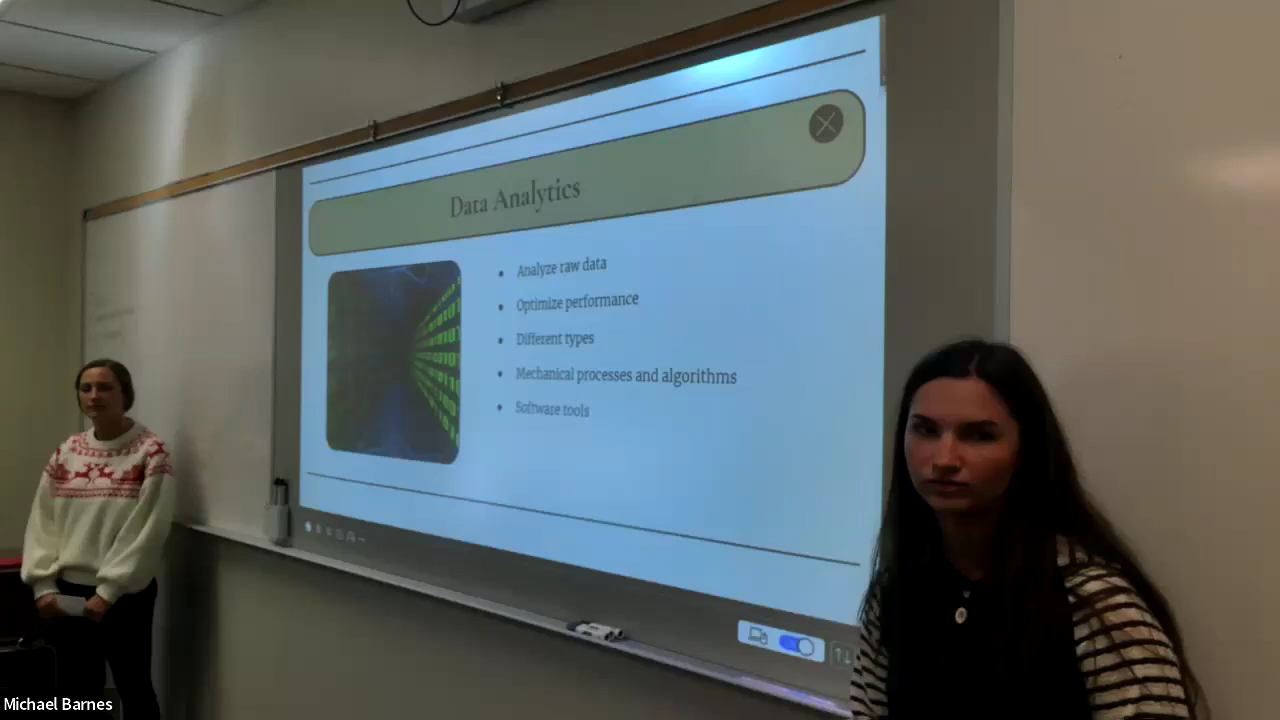 Data Analytics
Analyze raw data
Optimize performance
Different types
Mechanical processes and algorithms
Software tools
Michael Barnes